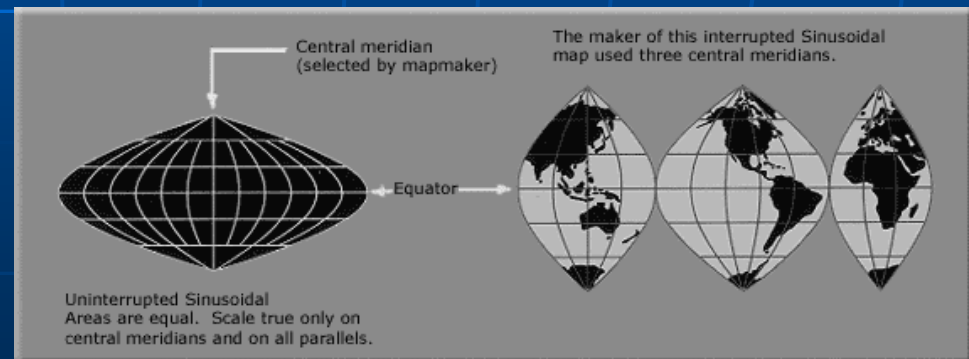 Central meridian
(selected by mapmaker)
The maker of this interrupted Sinusoidal
map used three central meridians.
Equator
Uninterrupted Sinusoidal
Areas are equal. Scale true only on
central meridians and on all parallels.